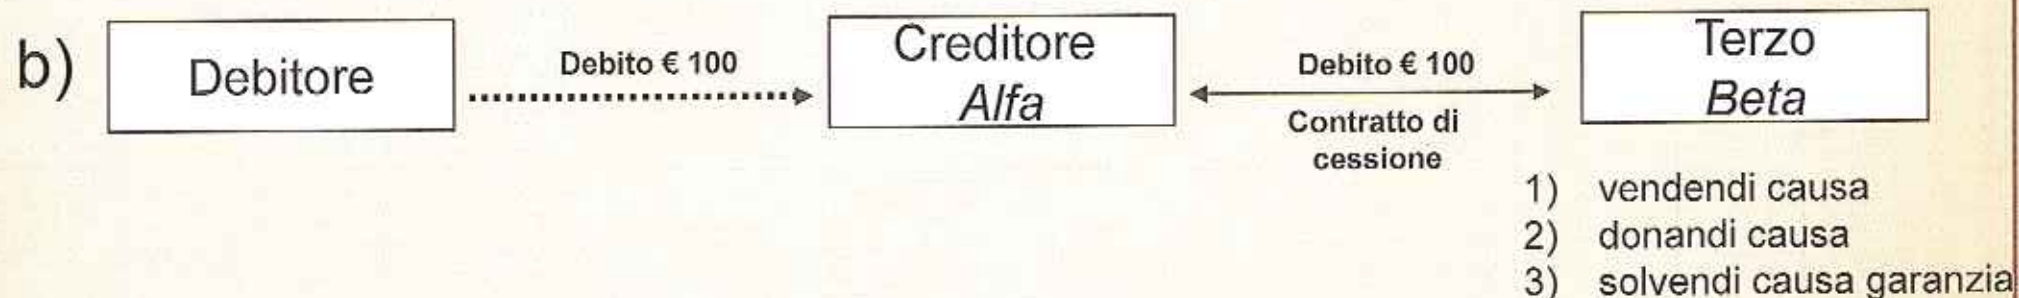 b)
Debitore
Debito € 100
Creditore
Alfa
Debito € 100
Contratto di
cessione
Terzo
Beta
1) vendendi causa
2) donandi causa
3) solvendi causa garanzia